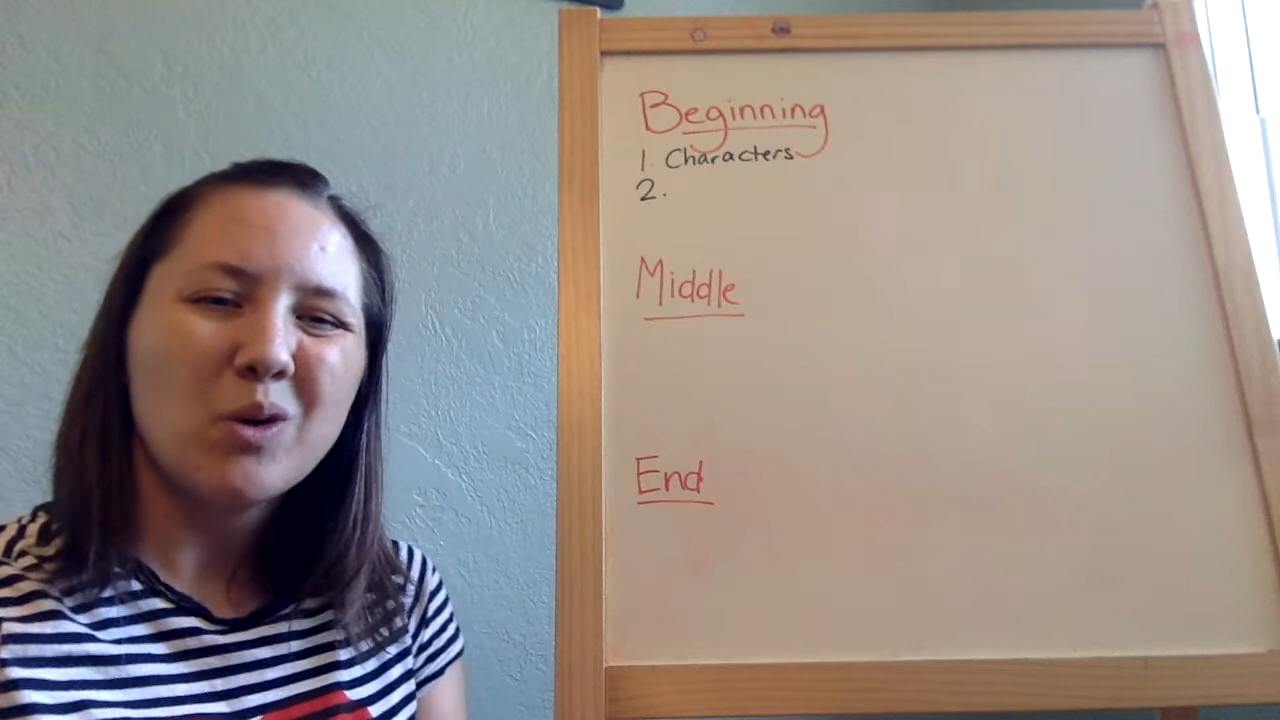 Beginning
1. Characters
2.
Middle
End